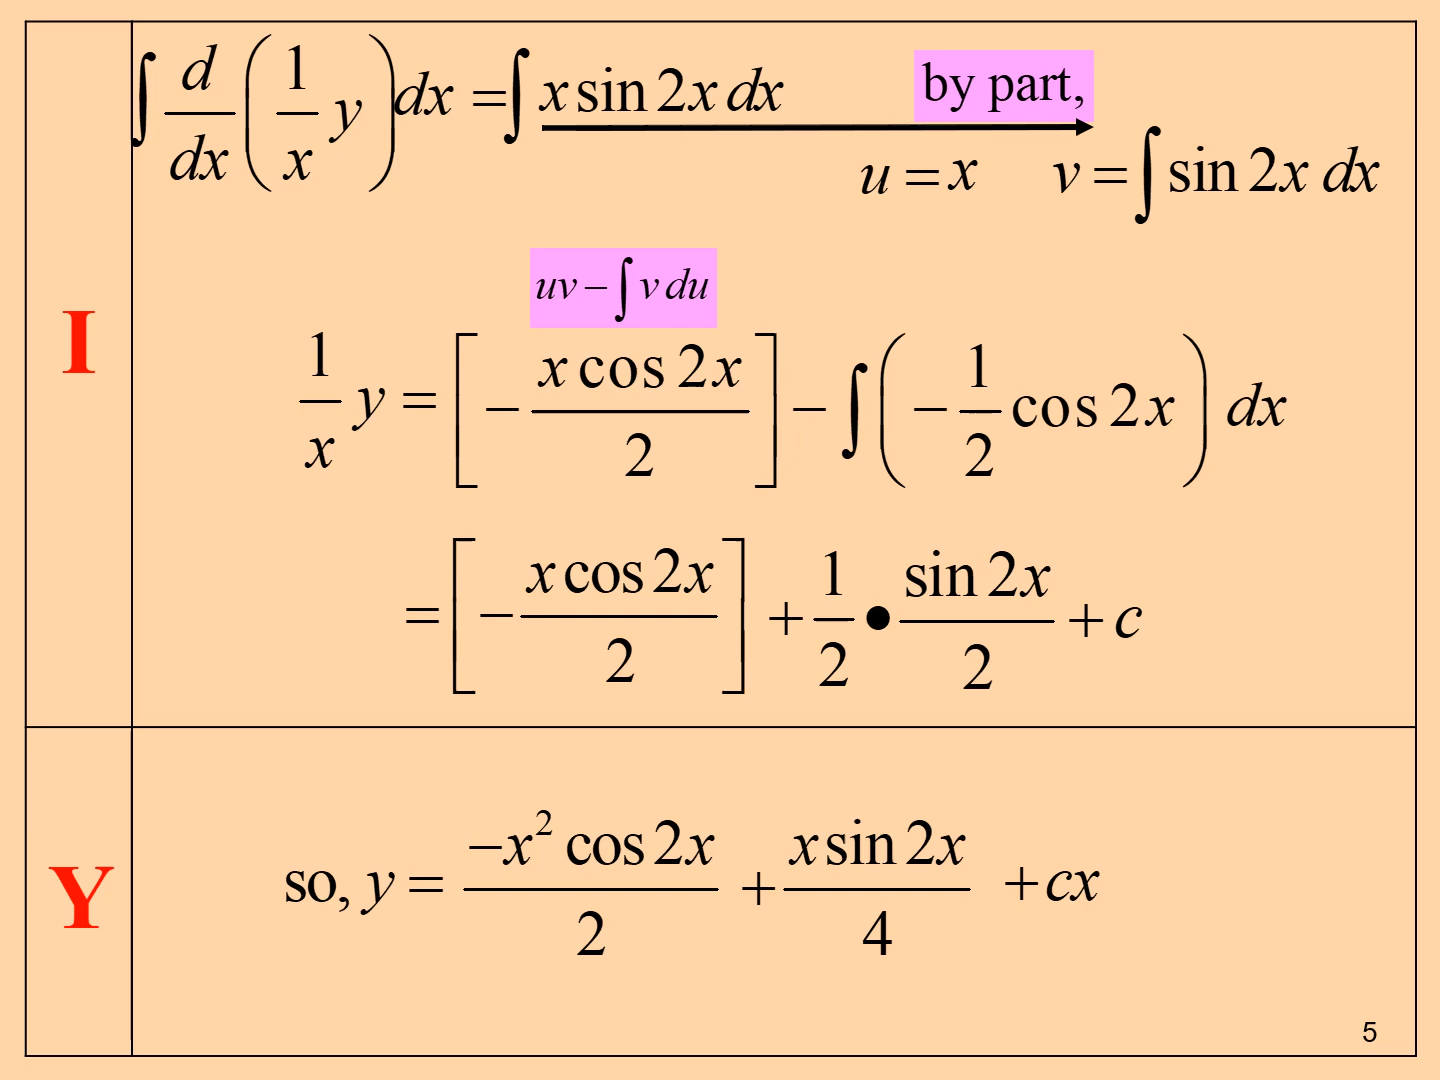 ∫ d/dx (1/x y) dx = ∫ x sin 2x dx by part,
u = x v = ∫ sin 2x dx
uv − ∫ v du
I
1/x y = [− x cos 2x / 2] − ∫ (− 1/2 cos 2x) dx
= [− x cos 2x / 2] + 1/2 • sin 2x / 2 + c
Y
so, y = −x² cos 2x / 2 + x sin 2x / 4 + cx
5